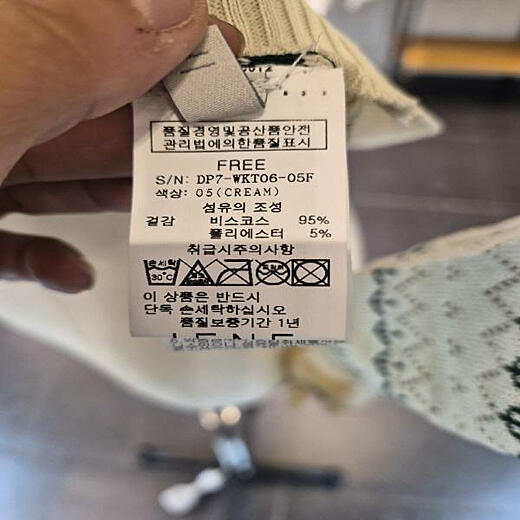 품질경영및공산품안전
관리법에의한품질표시
FREE
S/N: DP7-WKT06-05F
색상: 05(CREAM)
섬유의 조성
겉감 비스코스 95%
폴리에스터 5%
취급시주의사항
손세탁
30°C
이 상품은 반드시
단독 손세탁하십시오
품질보증기간 1년